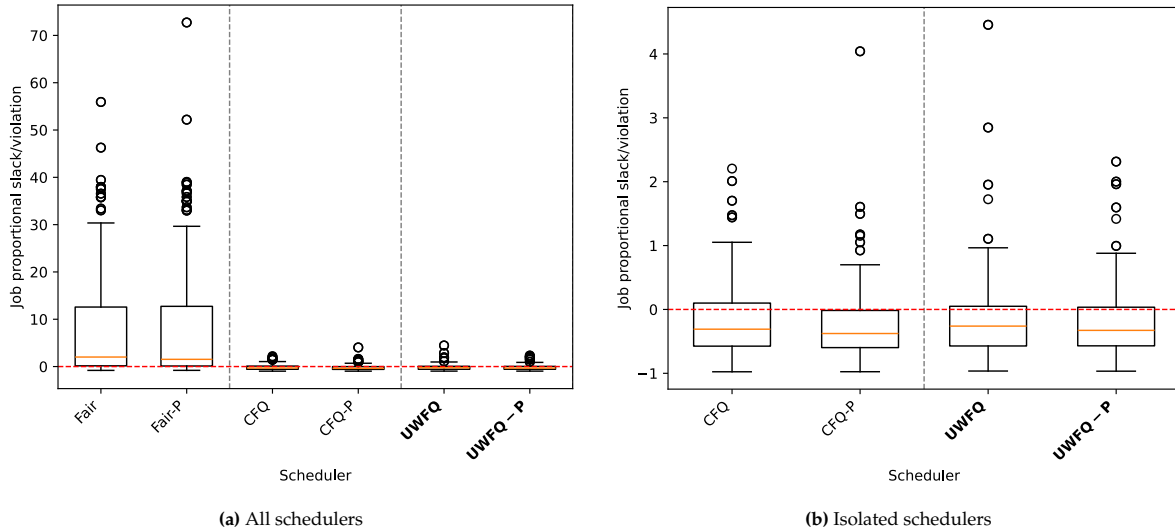 Job proportional slack/violation
70
60
50
40
30
20
10
0
Fair
Fair-P
CFQ
CFQ-P
UWFQ
UWFQ − P
Scheduler
(a) All schedulers
Job proportional slack/violation
4
3
2
1
0
−1
CFQ
CFQ-P
UWFQ
UWFQ − P
Scheduler
(b) Isolated schedulers